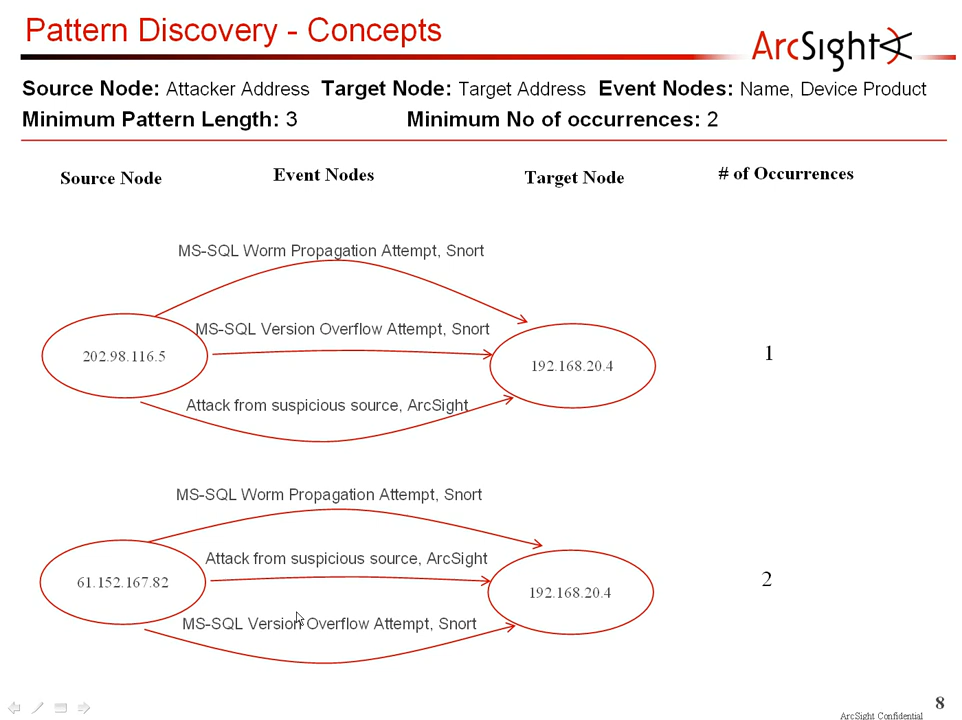 Pattern Discovery - Concepts
ArcSight
Source Node: Attacker Address Target Node: Target Address Event Nodes: Name, Device Product
Minimum Pattern Length: 3 Minimum No of occurrences: 2
Source Node Event Nodes Target Node # of Occurrences
MS-SQL Worm Propagation Attempt, Snort
MS-SQL Version Overflow Attempt, Snort
202.98.116.5 192.168.20.4 1
Attack from suspicious source, ArcSight
MS-SQL Worm Propagation Attempt, Snort
Attack from suspicious source, ArcSight
61.152.167.82 192.168.20.4 2
MS-SQL Version Overflow Attempt, Snort
8
ArcSight Confidential